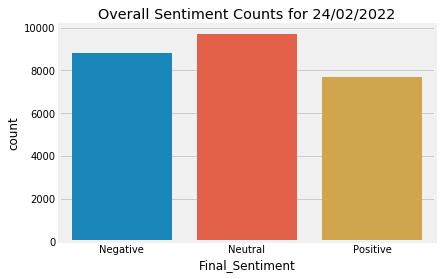 Overall Sentiment Counts for 24/02/2022
10000
8000
6000
4000
2000
0
count
Negative
Neutral
Positive
Final_Sentiment